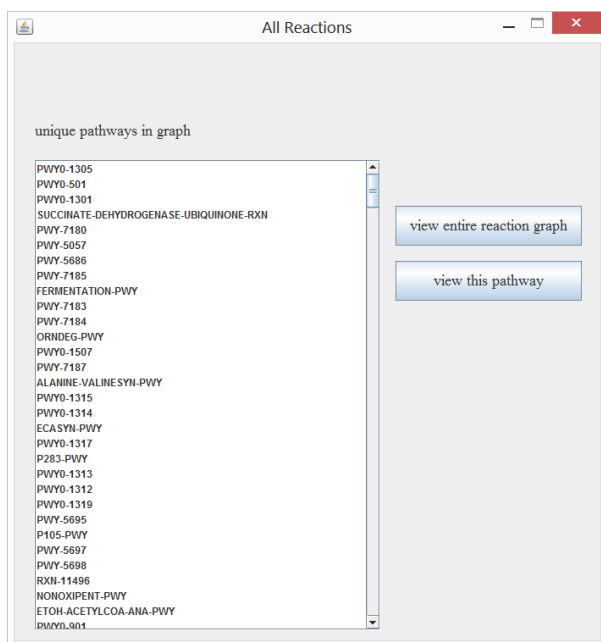 All Reactions
unique pathways in graph
PWY0-1305
PWY0-501
PWY0-1301
SUCCINATE-DEHYDROGENASE-UBIQUINONE-RXN
PWY-7180
PWY-5057
PWY-5686
PWY-7185
FERMENTATION-PWY
PWY-7183
PWY-7184
ORNDEG-PWY
PWY0-1507
PWY-7187
ALANINE-VALINESYN-PWY
PWY0-1315
PWY0-1314
ECASYN-PWY
PWY0-1317
P283-PWY
PWY0-1313
PWY0-1312
PWY0-1319
PWY-5695
P105-PWY
PWY-5697
PWY-5698
RXN-11496
NONOXIPENT-PWY
ETOH-ACETYLCOA-ANA-PWY
PWY0-901
view entire reaction graph
view this pathway